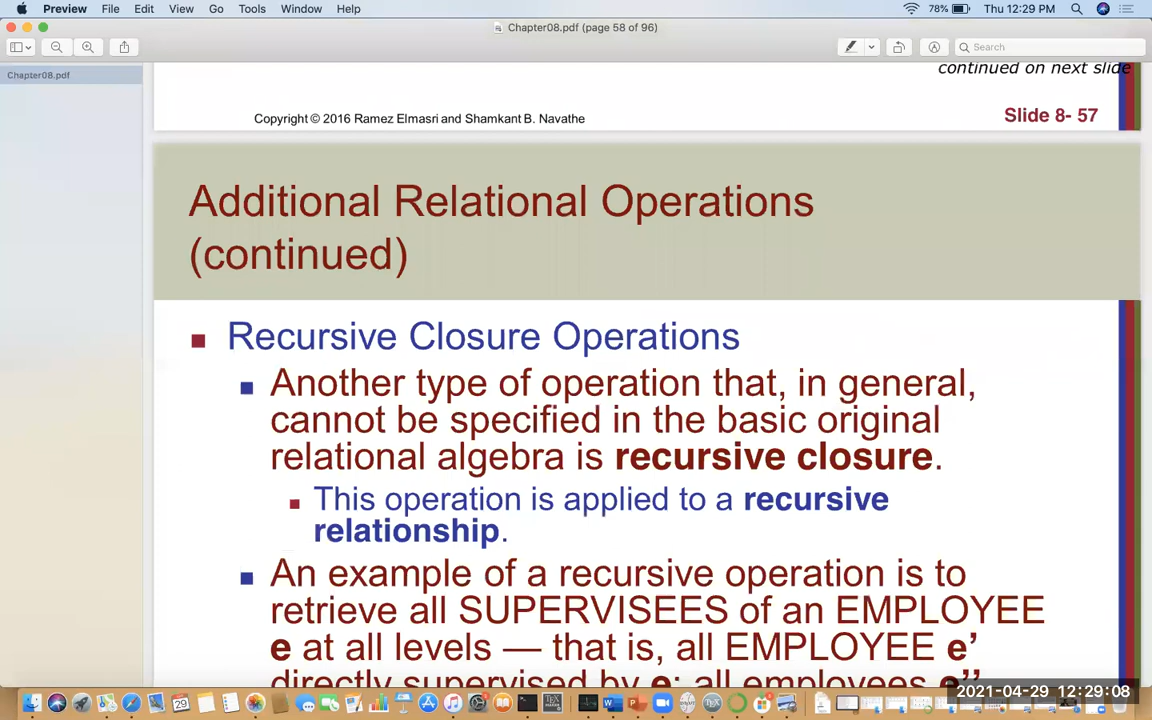 Preview File Edit View Go Tools Window Help 78% Thu 12:29 PM
Chapter08.pdf (page 58 of 96)
Search
Chapter08.pdf
continued on next slide
Copyright © 2016 Ramez Elmasri and Shamkant B. Navathe
Slide 8- 57
Additional Relational Operations
(continued)
Recursive Closure Operations
Another type of operation that, in general,
cannot be specified in the basic original
relational algebra is recursive closure.
This operation is applied to a recursive
relationship.
An example of a recursive operation is to
retrieve all SUPERVISEES of an EMPLOYEE
e at all levels — that is, all EMPLOYEE e’
directly supervised by e; all employees e’’
2021-04-29 12:29:08